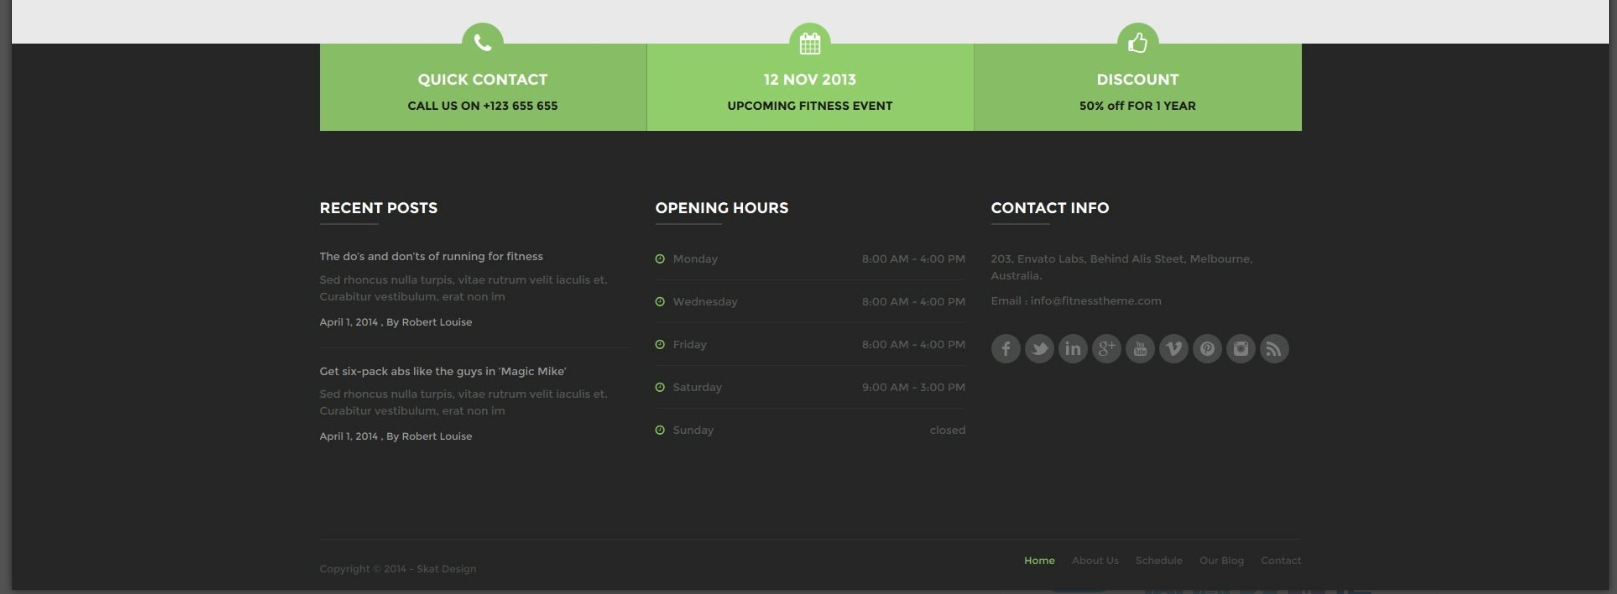 QUICK CONTACT
CALL US ON +123 655 655
12 NOV 2013
UPCOMING FITNESS EVENT
DISCOUNT
50% off FOR 1 YEAR
RECENT POSTS
The do's and don'ts of running for fitness
Sed rhoncus nulla turpis, vitae rutrum velit iaculis et.
Curabitur vestibulum, erat non im
April 1, 2014 , By Robert Louise
Get six-pack abs like the guys in 'Magic Mike'
Sed rhoncus nulla turpis, vitae rutrum velit iaculis et.
Curabitur vestibulum, erat non im
April 1, 2014 , By Robert Louise
OPENING HOURS
Monday 8:00 AM - 4:00 PM
Wednesday 8:00 AM - 4:00 PM
Friday 8:00 AM - 4:00 PM
Saturday 9:00 AM - 3:00 PM
Sunday closed
CONTACT INFO
203, Envato Labs, Behind Alis Steet, Melbourne,
Australia.
Email : info@fitnesstheme.com
Copyright © 2014 - Skat Design
Home About Us Schedule Our Blog Contact